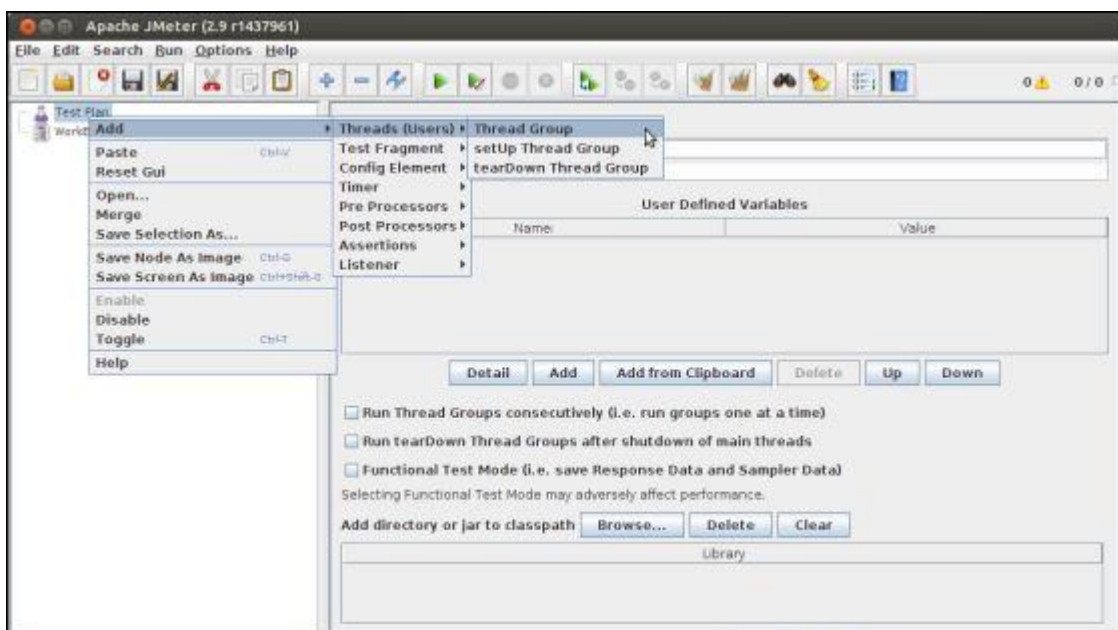 Apache JMeter (2.9 r1437961)
File Edit Search Run Options Help
0 0 / 0
Test Plan
Add
Paste Ctrl-V
Reset Gui
Open...
Merge
Save Selection As...
Save Node As Image Ctrl-G
Save Screen As Image Ctrl+Shift-G
Enable
Disable
Toggle Ctrl-T
Help
Threads (Users)
Test Fragment
Config Element
Timer
Pre Processors
Post Processors
Assertions
Listener
Thread Group
setUp Thread Group
tearDown Thread Group
User Defined Variables
Name: Value
Detail Add Add from Clipboard Delete Up Down
Run Thread Groups consecutively (i.e. run groups one at a time)
Run tearDown Thread Groups after shutdown of main threads
Functional Test Mode (i.e. save Response Data and Sampler Data)
Selecting Functional Test Mode may adversely affect performance.
Add directory or jar to classpath Browse... Delete Clear
Library